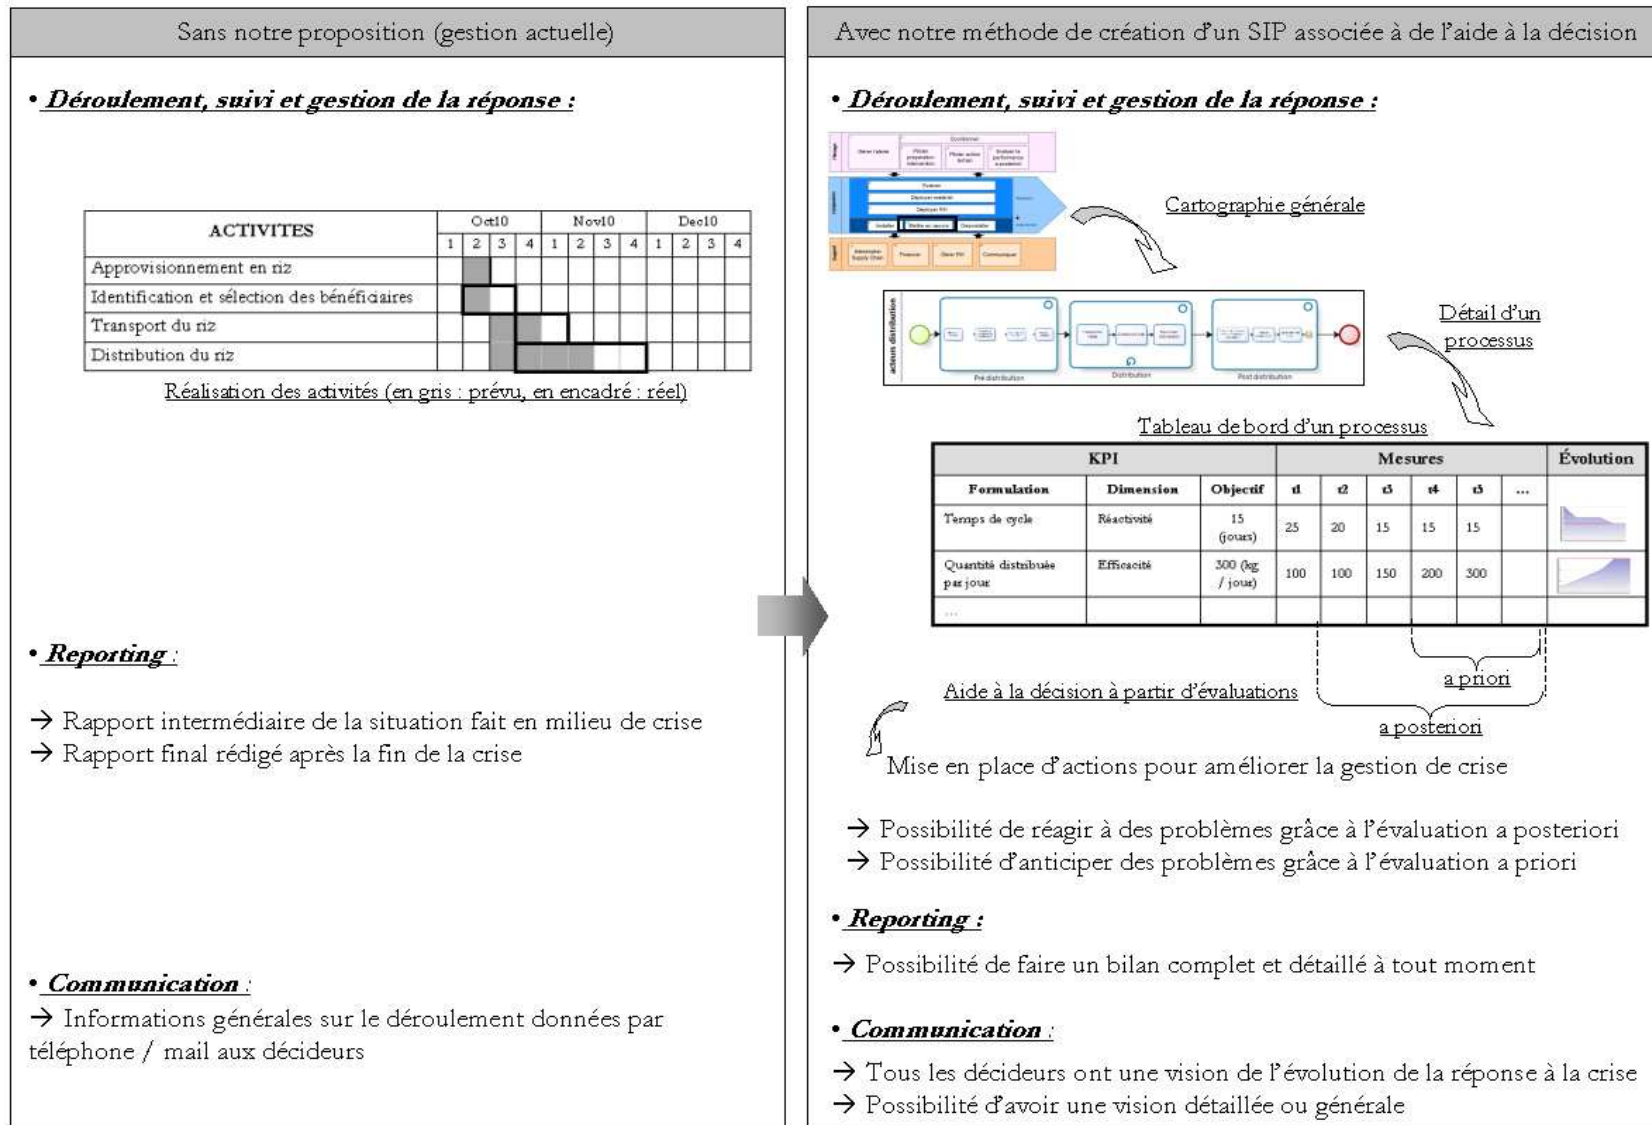 Sans notre proposition (gestion actuelle)
• Déroulement, suivi et gestion de la réponse :
ACTIVITES Oct10 Nov10 Dec10
1 2 3 4 1 2 3 4 1 2 3 4
Approvisionnement en riz
Identification et sélection des bénéficiaires
Transport du riz
Distribution du riz
Réalisation des activités (en gris : prévu, en encadré : réel)
• Reporting :
→ Rapport intermédiaire de la situation fait en milieu de crise
→ Rapport final rédigé après la fin de la crise
• Communication :
→ Informations générales sur le déroulement données par
téléphone / mail aux décideurs
Avec notre méthode de création d'un SIP associée à de l'aide à la décision
• Déroulement, suivi et gestion de la réponse :
Cartographie générale
Détail d'un
processus
acteurs distribution
Pré distribution
Distribution
Post distribution
Tableau de bord d'un processus
KPI Mesures Évolution
Formulation Dimension Objectif t1 t2 t3 t4 t5 ...
Temps de cycle Réactivité 15
(jours) 25 20 15 15 15
Quantité distribuée
par jour Efficacité 300 (kg
/ jour) 100 100 150 200 300
...
a priori
a posteriori
Aide à la décision à partir d'évaluations
Mise en place d'actions pour améliorer la gestion de crise
→ Possibilité de réagir à des problèmes grâce à l'évaluation a posteriori
→ Possibilité d'anticiper des problèmes grâce à l'évaluation a priori
• Reporting :
→ Possibilité de faire un bilan complet et détaillé à tout moment
• Communication :
→ Tous les décideurs ont une vision de l'évolution de la réponse à la crise
→ Possibilité d'avoir une vision détaillée ou générale